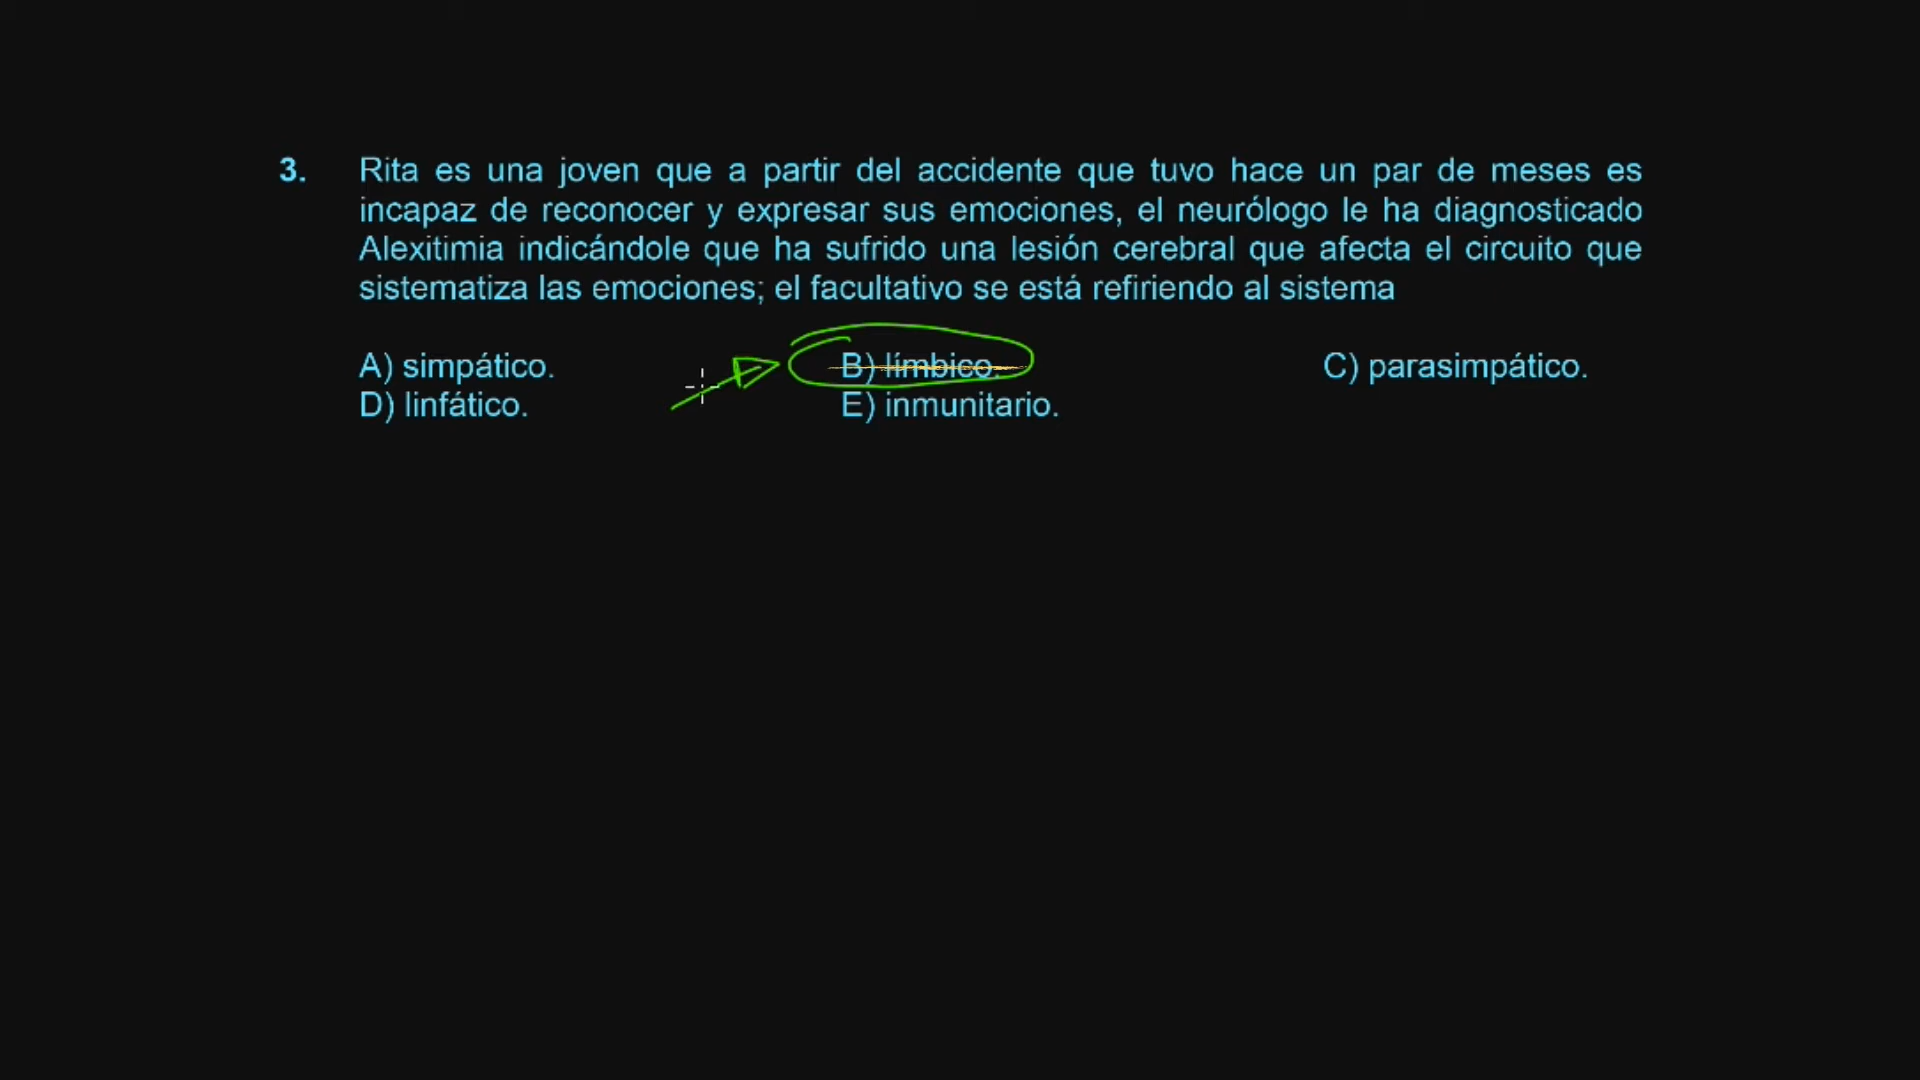 3. Rita es una joven que a partir del accidente que tuvo hace un par de meses es
incapaz de reconocer y expresar sus emociones, el neurólogo le ha diagnosticado
Alexitimia indicándole que ha sufrido una lesión cerebral que afecta el circuito que
sistematiza las emociones; el facultativo se está refiriendo al sistema
A) simpático. B) límbico. C) parasimpático.
D) linfático. E) inmunitario.